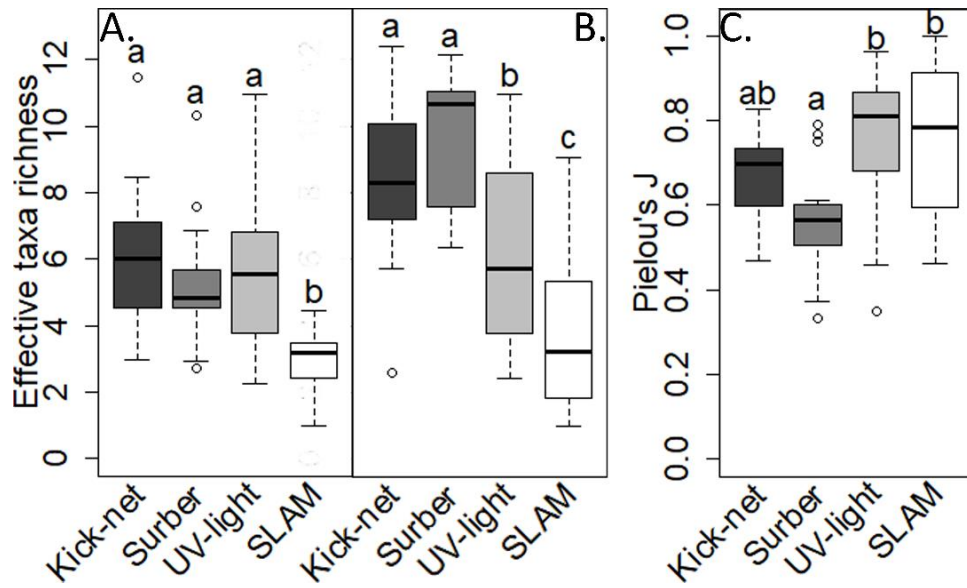 A.
B.
C.
Effective taxa richness
0
2
4
6
8
10
12
a
a
a
b
a
a
b
c
Kick-net
Surber
UV-light
SLAM
Kick-net
Surber
UV-light
SLAM
Pielou's J
0.0
0.2
0.4
0.6
0.8
1.0
ab
a
b
b
Kick-net
Surber
UV-light
SLAM